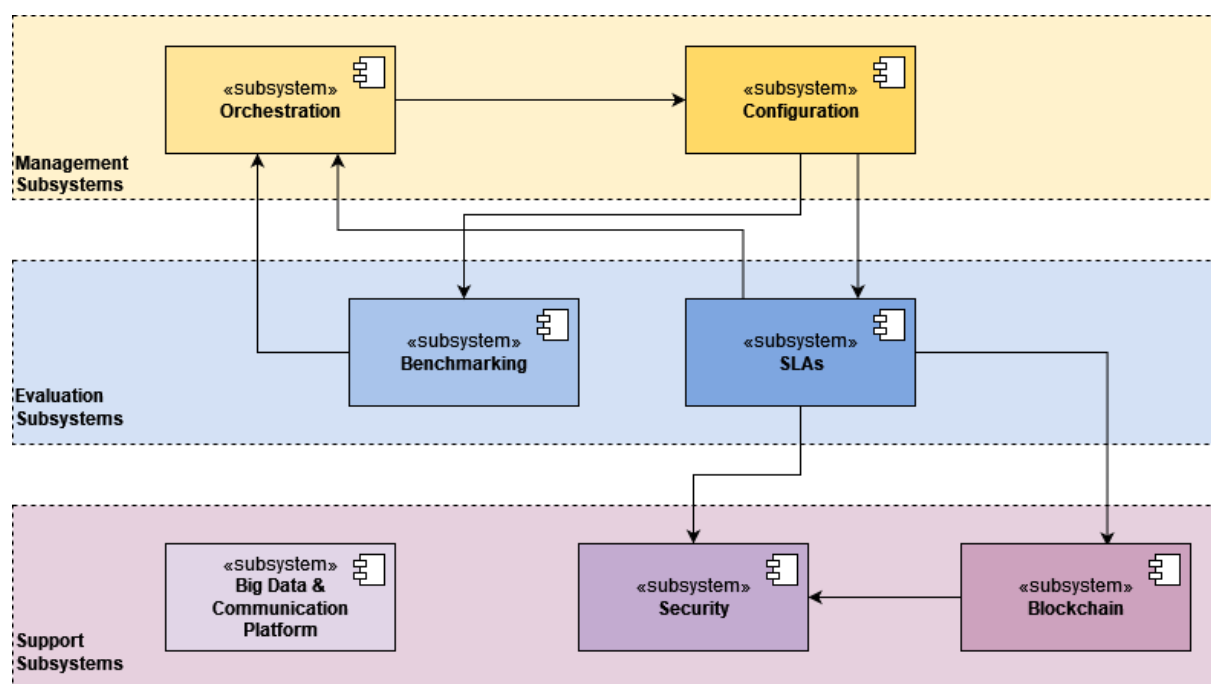 «subsystem»
Orchestration
«subsystem»
Configuration
Management
Subsystems
«subsystem»
Benchmarking
«subsystem»
SLAs
Evaluation
Subsystems
«subsystem»
Big Data &
Communication
Platform
«subsystem»
Security
«subsystem»
Blockchain
Support
Subsystems